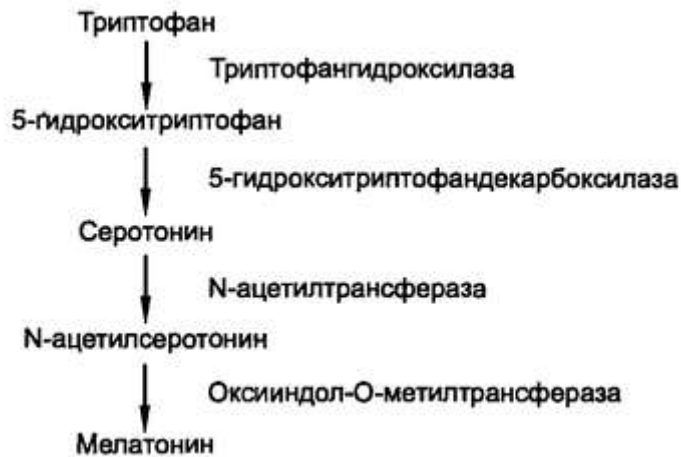 Триптофан
Триптофангидроксилаза
5-гидрокситриптофан
5-гидрокситриптофандекарбоксилаза
Серотонин
N-ацетилтрансфераза
N-ацетилсеротонин
Оксииндол-О-метилтрансфераза
Мелатонин